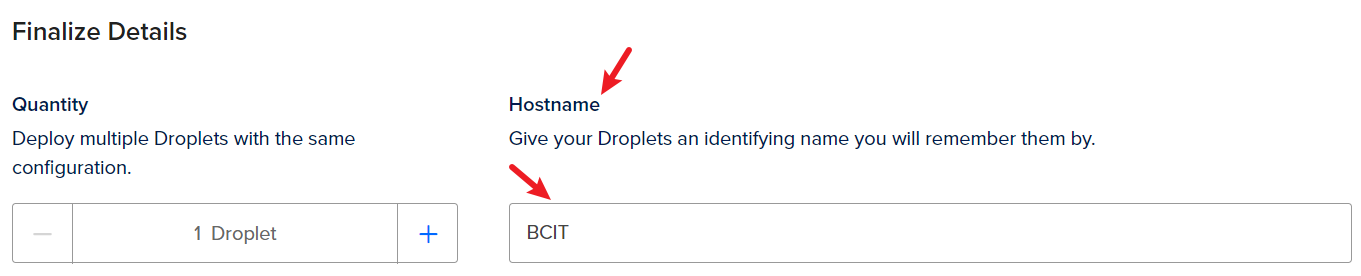 Finalize Details
Quantity
Deploy multiple Droplets with the same
configuration.
1 Droplet
Hostname
Give your Droplets an identifying name you will remember them by.
BCIT